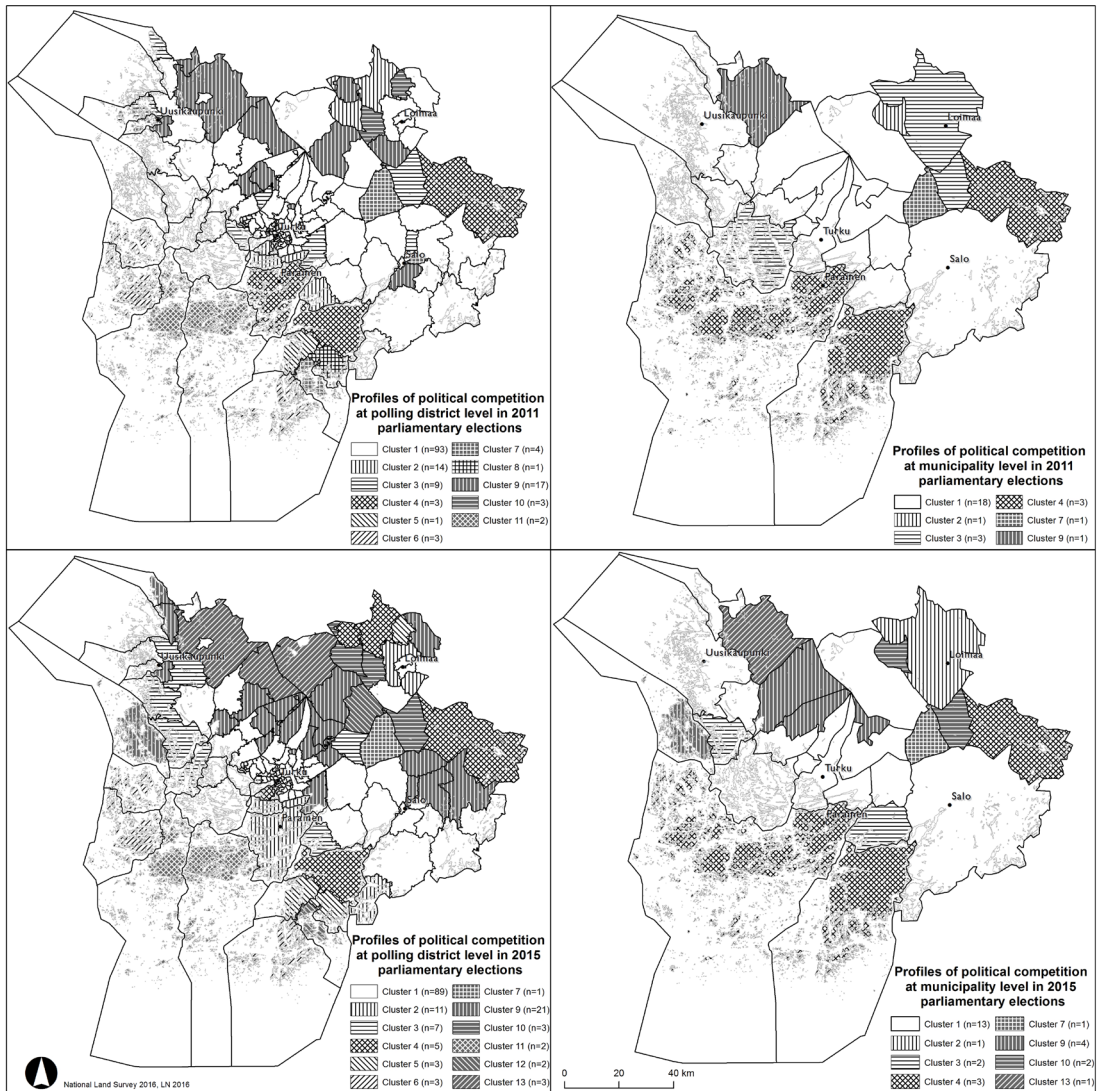 Uusikaupunki
Loimaa
Turku
Salo
Parainen
Profiles of political competition
at polling district level in 2011
parliamentary elections
Cluster 1 (n=93)
Cluster 2 (n=14)
Cluster 3 (n=9)
Cluster 4 (n=3)
Cluster 5 (n=1)
Cluster 6 (n=3)
Cluster 7 (n=4)
Cluster 8 (n=1)
Cluster 9 (n=17)
Cluster 10 (n=3)
Cluster 11 (n=2)
Uusikaupunki
Loimaa
Turku
Salo
Parainen
Profiles of political competition
at municipality level in 2011
parliamentary elections
Cluster 1 (n=18)
Cluster 2 (n=1)
Cluster 3 (n=3)
Cluster 4 (n=3)
Cluster 7 (n=1)
Cluster 9 (n=1)
Uusikaupunki
Loimaa
Turku
Salo
Parainen
Profiles of political competition
at polling district level in 2015
parliamentary elections
Cluster 1 (n=89)
Cluster 2 (n=11)
Cluster 3 (n=7)
Cluster 4 (n=5)
Cluster 5 (n=3)
Cluster 6 (n=3)
Cluster 7 (n=1)
Cluster 9 (n=21)
Cluster 10 (n=3)
Cluster 11 (n=2)
Cluster 12 (n=2)
Cluster 13 (n=3)
National Land Survey 2016, LN 2016
Uusikaupunki
Loimaa
Turku
Salo
Parainen
Profiles of political competition
at municipality level in 2015
parliamentary elections
Cluster 1 (n=13)
Cluster 2 (n=1)
Cluster 3 (n=2)
Cluster 4 (n=3)
Cluster 7 (n=1)
Cluster 9 (n=4)
Cluster 10 (n=2)
Cluster 13 (n=1)
0 20 40 km